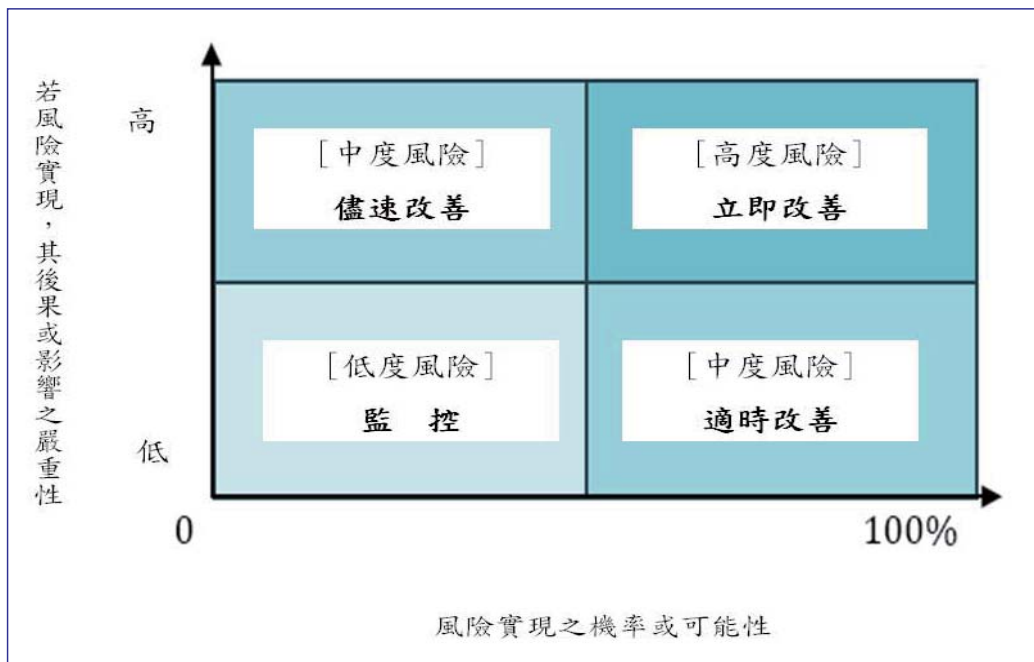 若風險實現，其後果或影響之嚴重性
高
［中度風險］
儘速改善
［高度風險］
立即改善
［低度風險］
監　控
［中度風險］
適時改善
低
0
100%
風險實現之機率或可能性